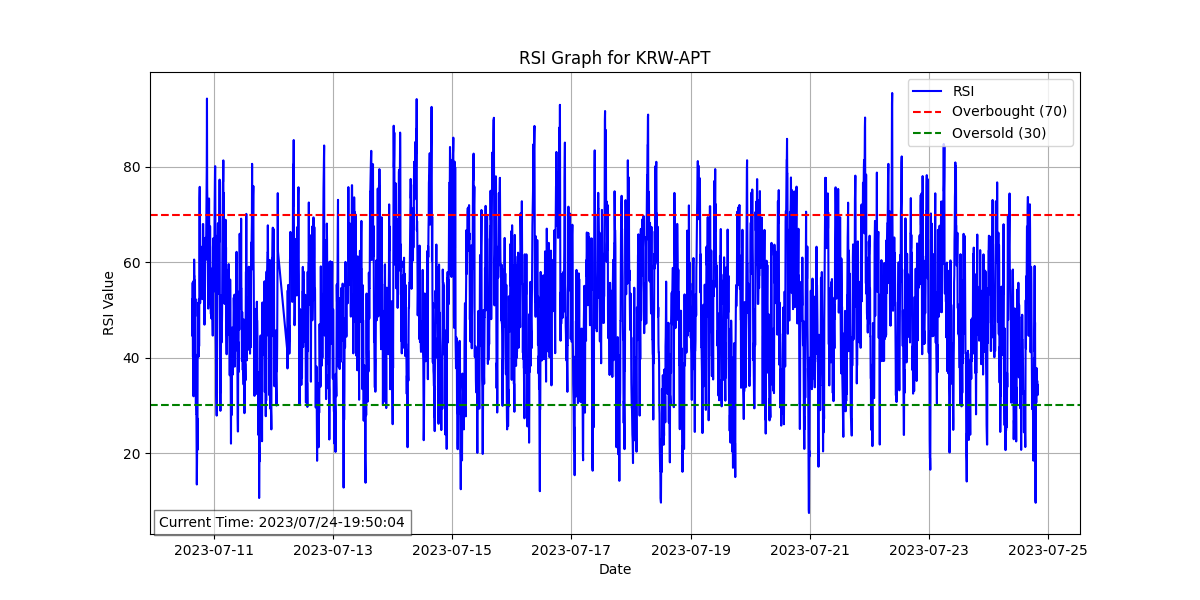 RSI Graph for KRW-APT
RSI
Overbought (70)
Oversold (30)
80
60
40
20
RSI Value
Current Time: 2023/07/24-19:50:04
2023-07-11 2023-07-13 2023-07-15 2023-07-17 2023-07-19 2023-07-21 2023-07-23 2023-07-25
Date